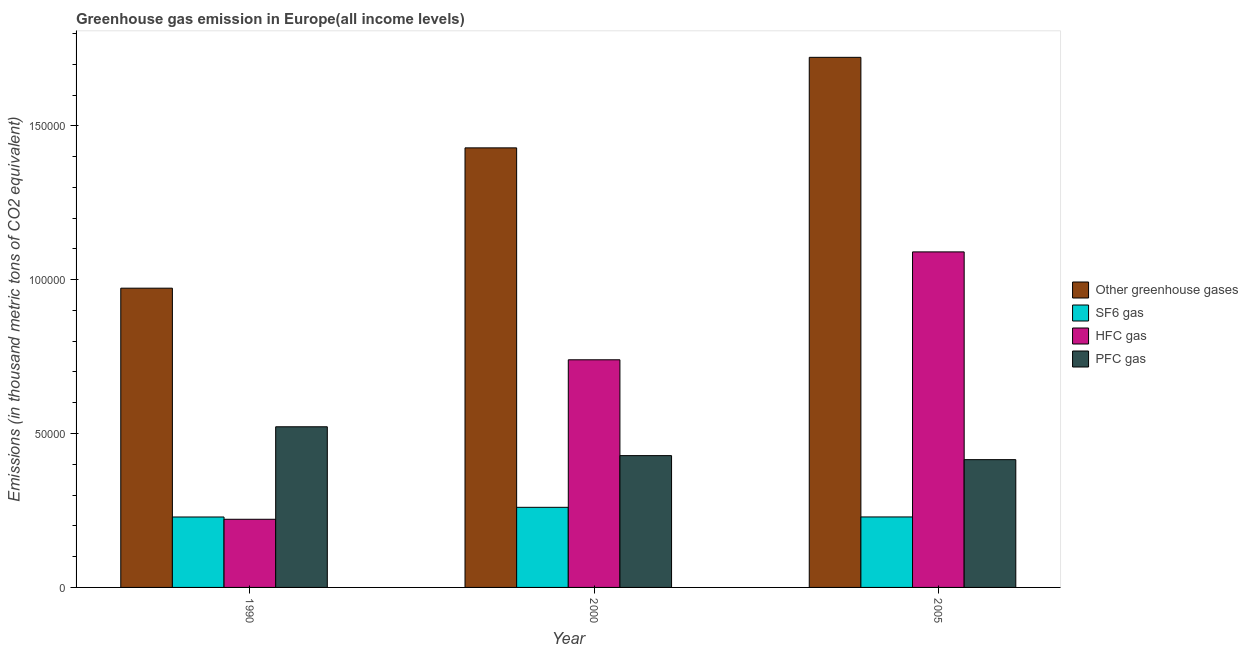 Greenhouse gas emission in Europe(all income levels)
Emissions (in thousand metric tons of CO2 equivalent)
150000
100000
50000
0
1990
2000
2005
Year
Other greenhouse gases
SF6 gas
HFC gas
PFC gas